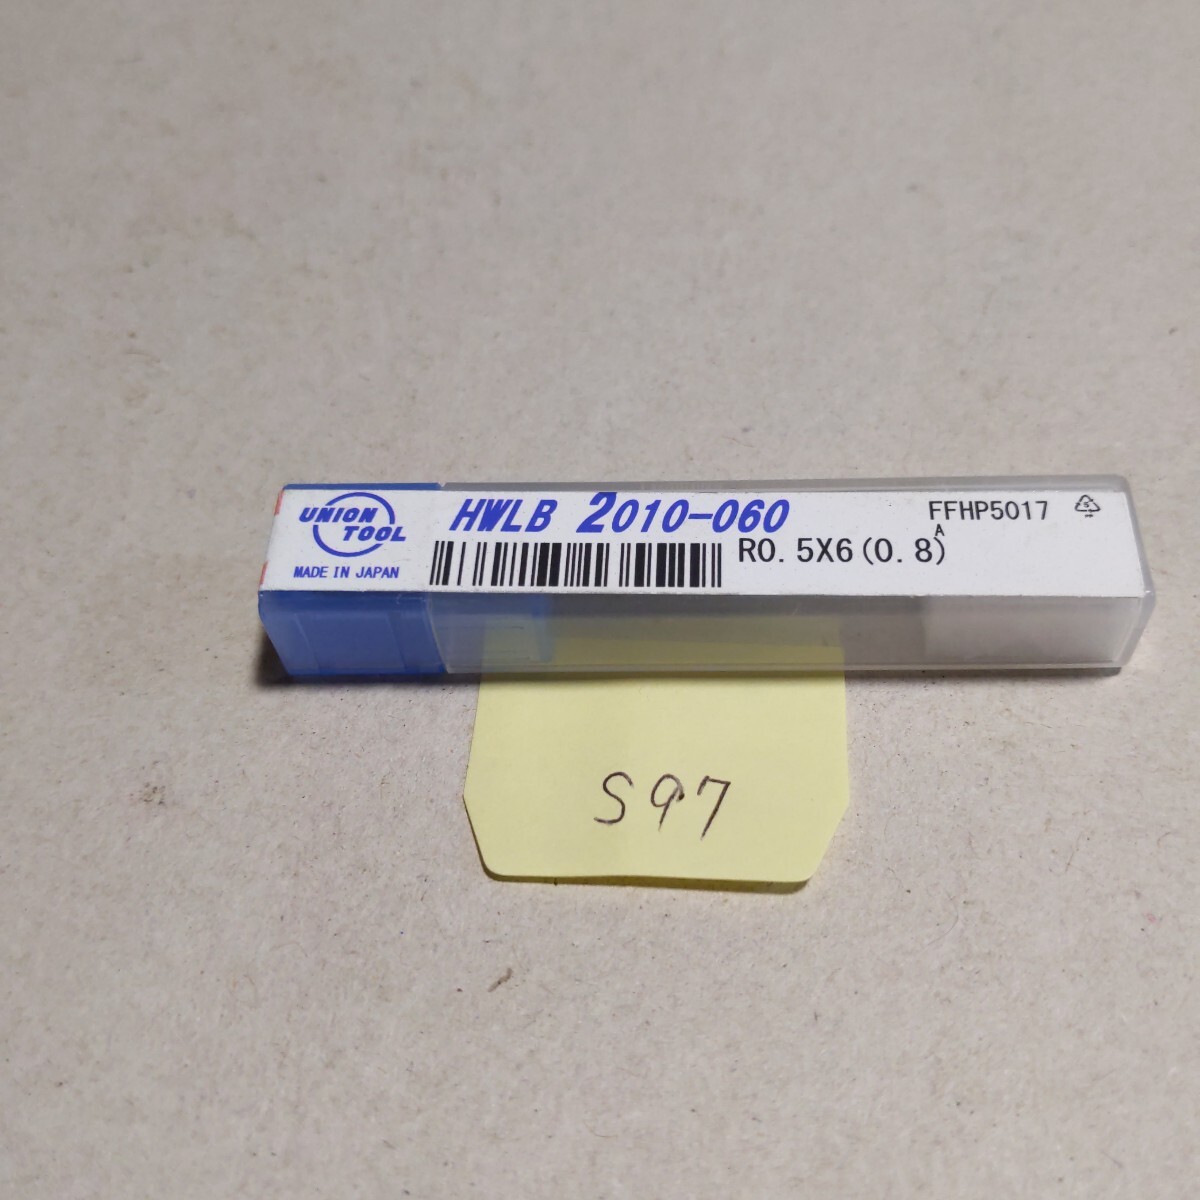 UNION TOOL
MADE IN JAPAN
HWLB 2010-060
R0.5X6(0.8)
FFHP5017
A
S97